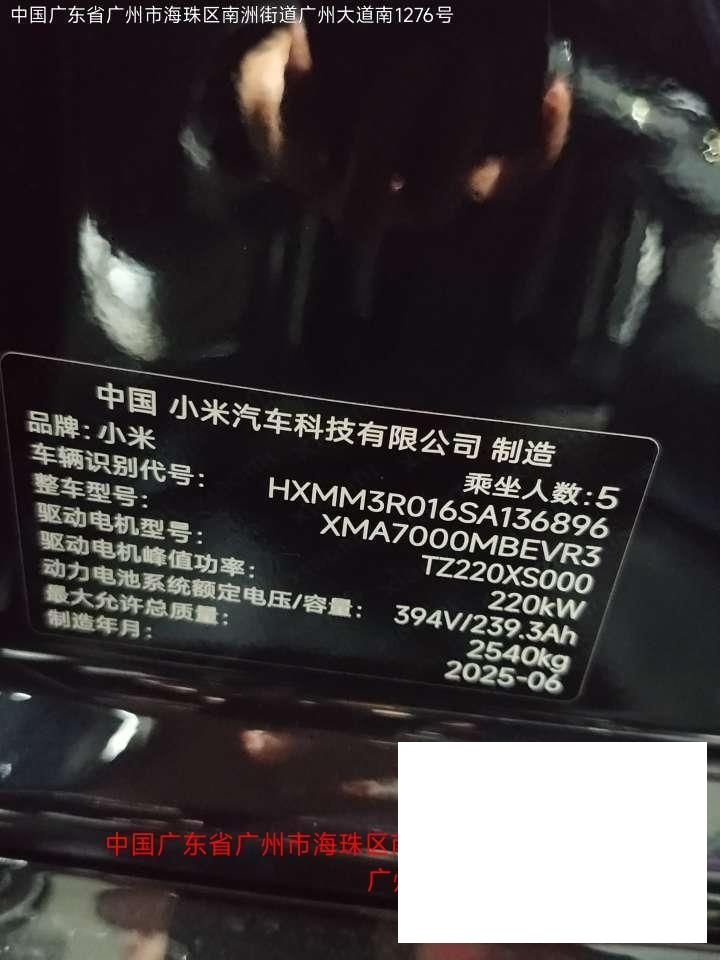 中国广东省广州市海珠区南洲街道广州大道南1276号
中国 小米汽车科技有限公司 制造
品牌:小米
乘坐人数:5
车辆识别代号: HXMM3R016SA136896
整车型号: XMA7000MBEVR3
驱动电机型号: TZ220XS000
驱动电机峰值功率: 220kW
动力电池系统额定电压/容量: 394V/239.3Ah
最大允许总质量: 2540kg
制造年月: 2025-06
中国广东省广州市海珠区
广